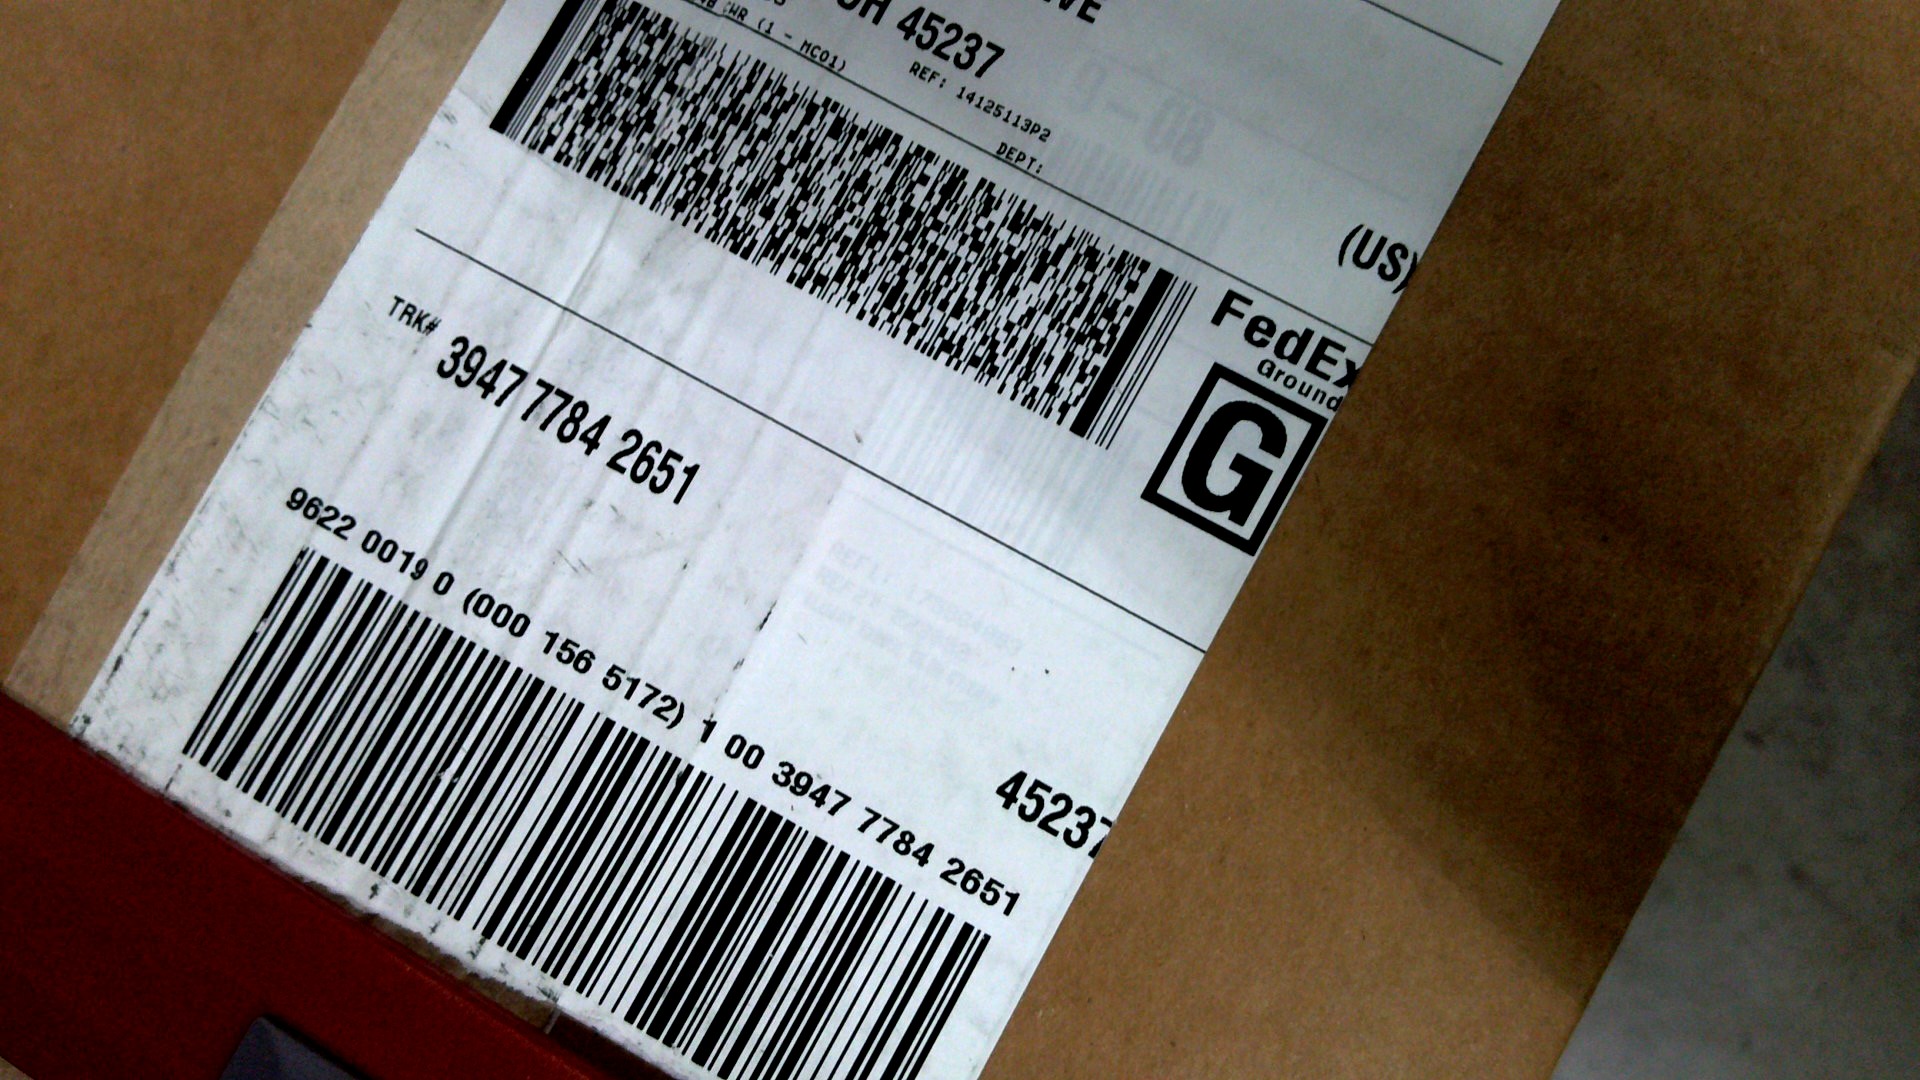 OH 45237
(1 - MC01)
REF: 14125113P2
DEPT:
(US)
FedEx
Ground
G
TRK# 3947 7784 2651
9622 0019 0 (000 156 5172) 1 00 3947 7784 2651
45237